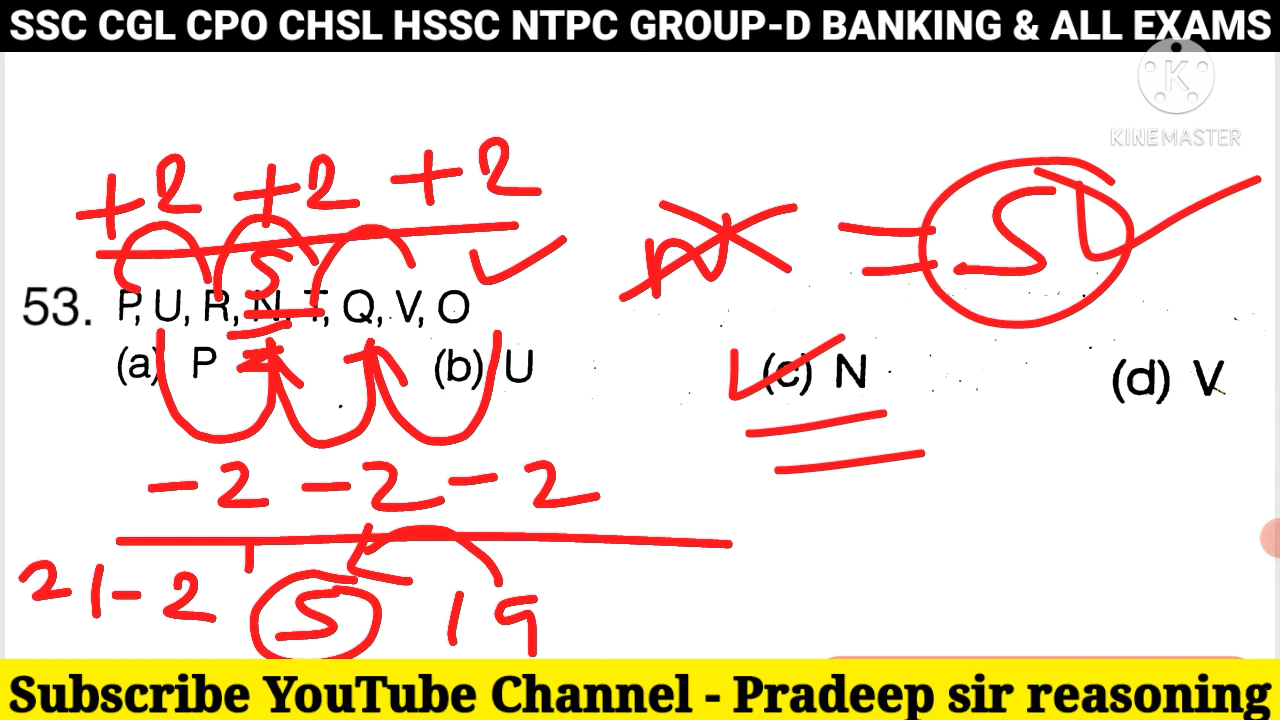 SSC CGL CPO CHSL HSSC NTPC GROUP-D BANKING & ALL EXAMS
K
KINEMASTER
+2 +2 +2
S
53. P, U, R, N, T, Q, V, O
N = S
(a) P (b) U (c) N (d) V
-2 -2 -2
21-2 S 19
Subscribe YouTube Channel - Pradeep sir reasoning